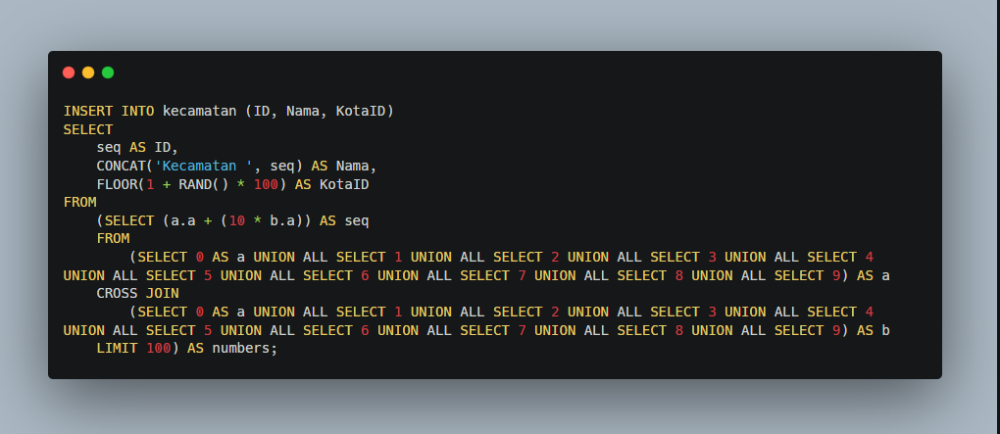 INSERT INTO kecamatan (ID, Nama, KotaID)
SELECT
    seq AS ID,
    CONCAT('Kecamatan ', seq) AS Nama,
    FLOOR(1 + RAND() * 100) AS KotaID
FROM
    (SELECT (a.a + (10 * b.a)) AS seq
    FROM
        (SELECT 0 AS a UNION ALL SELECT 1 UNION ALL SELECT 2 UNION ALL SELECT 3 UNION ALL SELECT 4
UNION ALL SELECT 5 UNION ALL SELECT 6 UNION ALL SELECT 7 UNION ALL SELECT 8 UNION ALL SELECT 9) AS a
    CROSS JOIN
        (SELECT 0 AS a UNION ALL SELECT 1 UNION ALL SELECT 2 UNION ALL SELECT 3 UNION ALL SELECT 4
UNION ALL SELECT 5 UNION ALL SELECT 6 UNION ALL SELECT 7 UNION ALL SELECT 8 UNION ALL SELECT 9) AS b
    LIMIT 100) AS numbers;